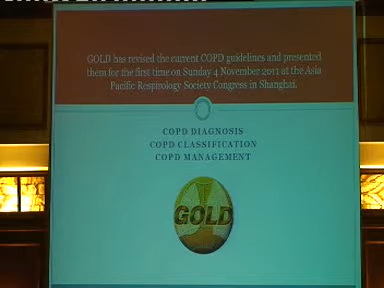 GOLD has revised the current COPD guidelines and presented
them for the first time on Sunday 4 November 2011 at the Asia
Pacific Respirology Society Congress in Shanghai.
COPD DIAGNOSIS
COPD CLASSIFICATION
COPD MANAGEMENT
GOLD